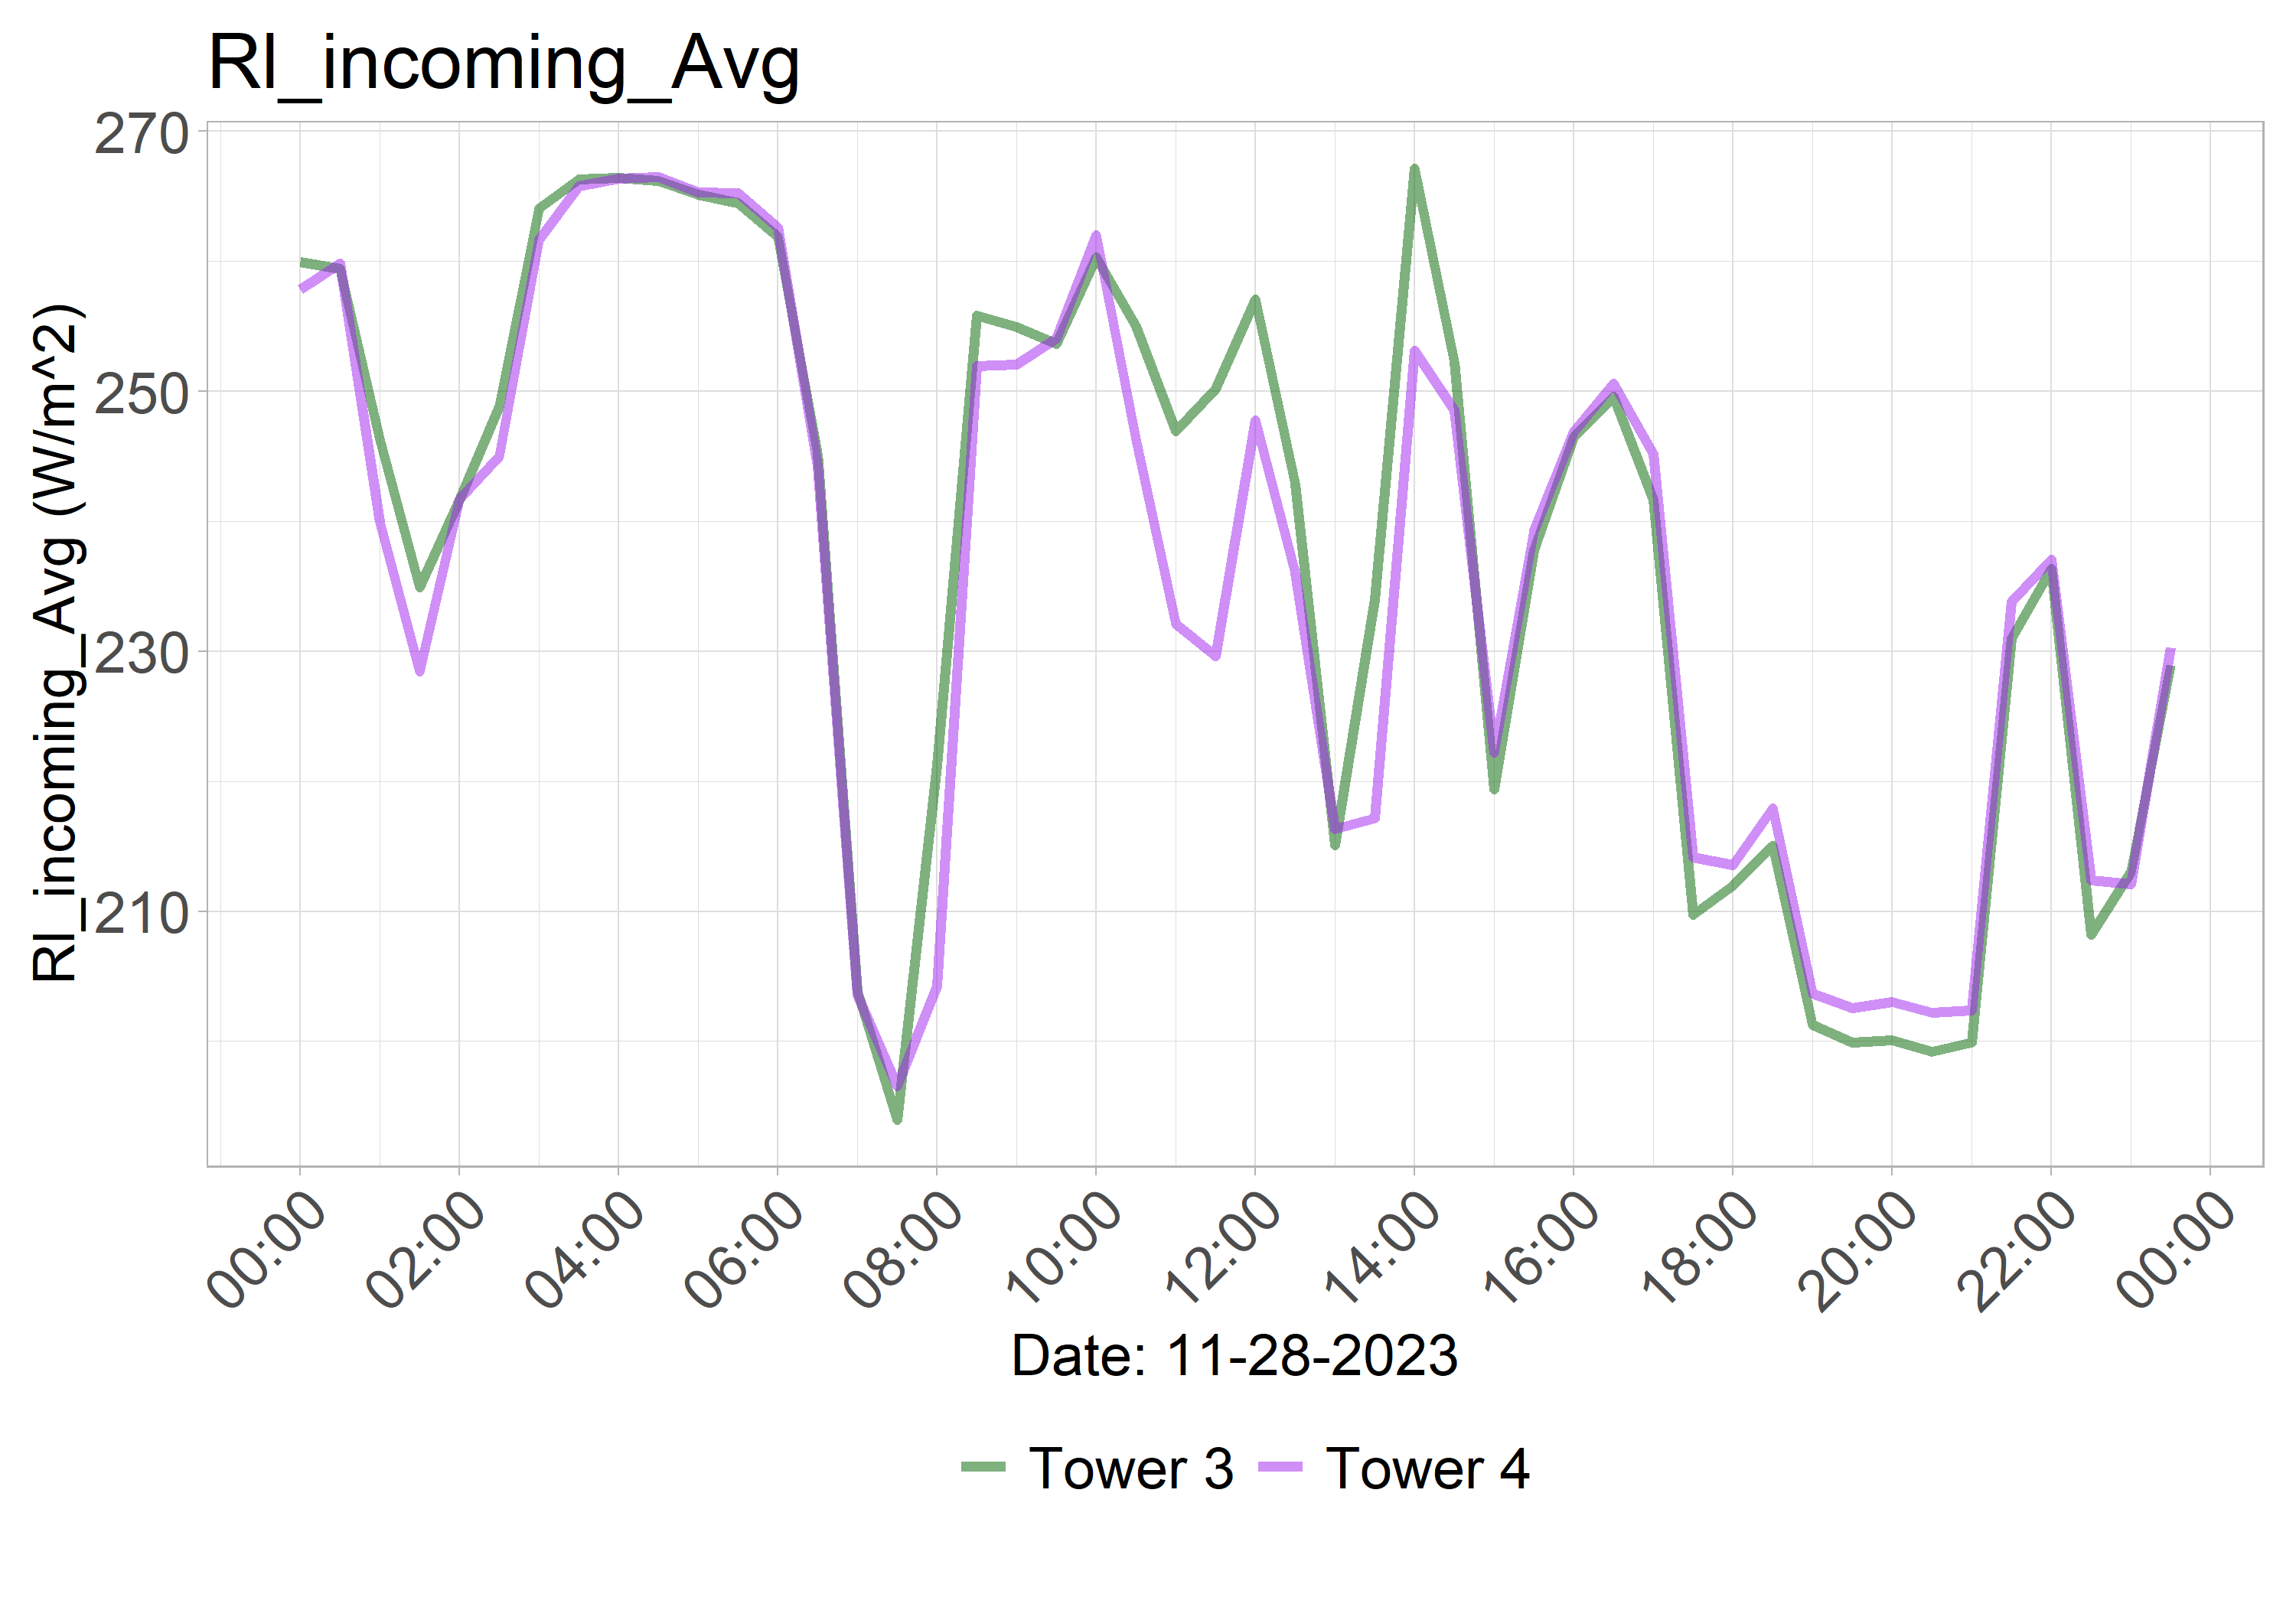 Rl_incoming_Avg
Rl_incoming_Avg (W/m^2)
270
250
230
210
00:00 02:00 04:00 06:00 08:00 10:00 12:00 14:00 16:00 18:00 20:00 22:00 00:00
Date: 11-28-2023
Tower 3 Tower 4